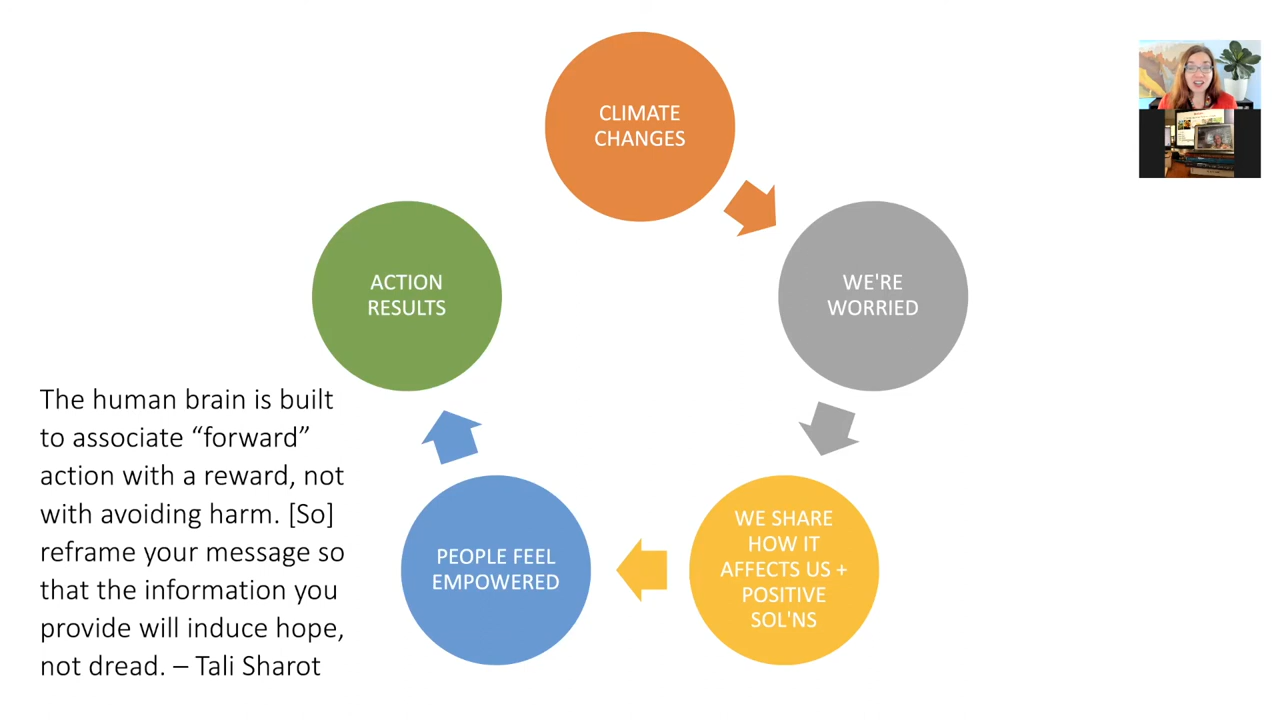 CLIMATE
CHANGES
WE'RE
WORRIED
WE SHARE
HOW IT
AFFECTS US +
POSITIVE
SOL'NS
PEOPLE FEEL
EMPOWERED
ACTION
RESULTS
The human brain is built
to associate “forward”
action with a reward, not
with avoiding harm. [So]
reframe your message so
that the information you
provide will induce hope,
not dread. – Tali Sharot